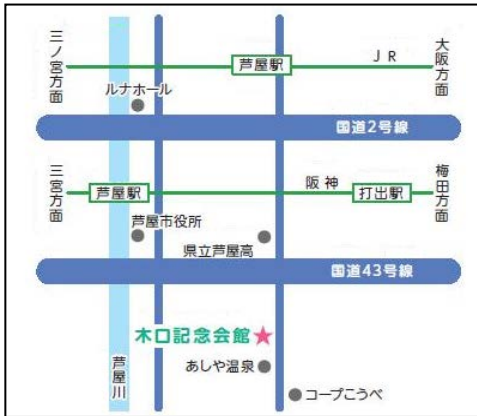 三ノ宮方面
芦屋駅
JR
大阪方面
ルナホール
国道2号線
三宮方面
芦屋駅
阪神
打出駅
梅田方面
芦屋市役所
県立芦屋高
国道43号線
木口記念会館
芦屋川
あしや温泉
コープこうべ